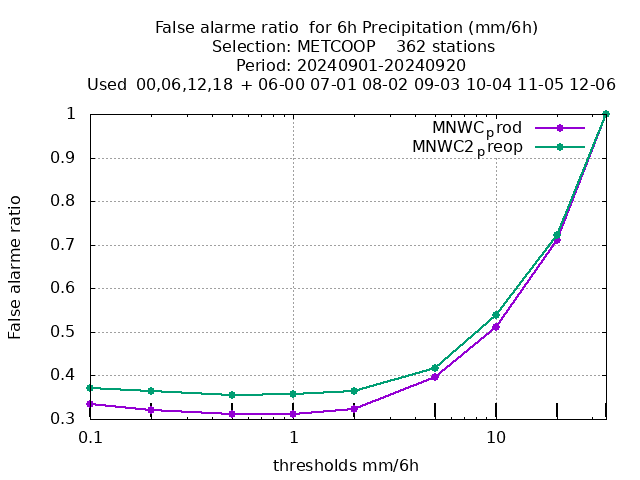 False alarme ratio  for 6h Precipitation (mm/6h)
Selection: METCOOP    362 stations
Period: 20240901-20240920
Used  00,06,12,18 + 06-00 07-01 08-02 09-03 10-04 11-05 12-06
MNWCprod
MNWC2preop
1
0.9
0.8
0.7
0.6
0.5
0.4
0.3
False alarme ratio
0.1 1 10
thresholds mm/6h